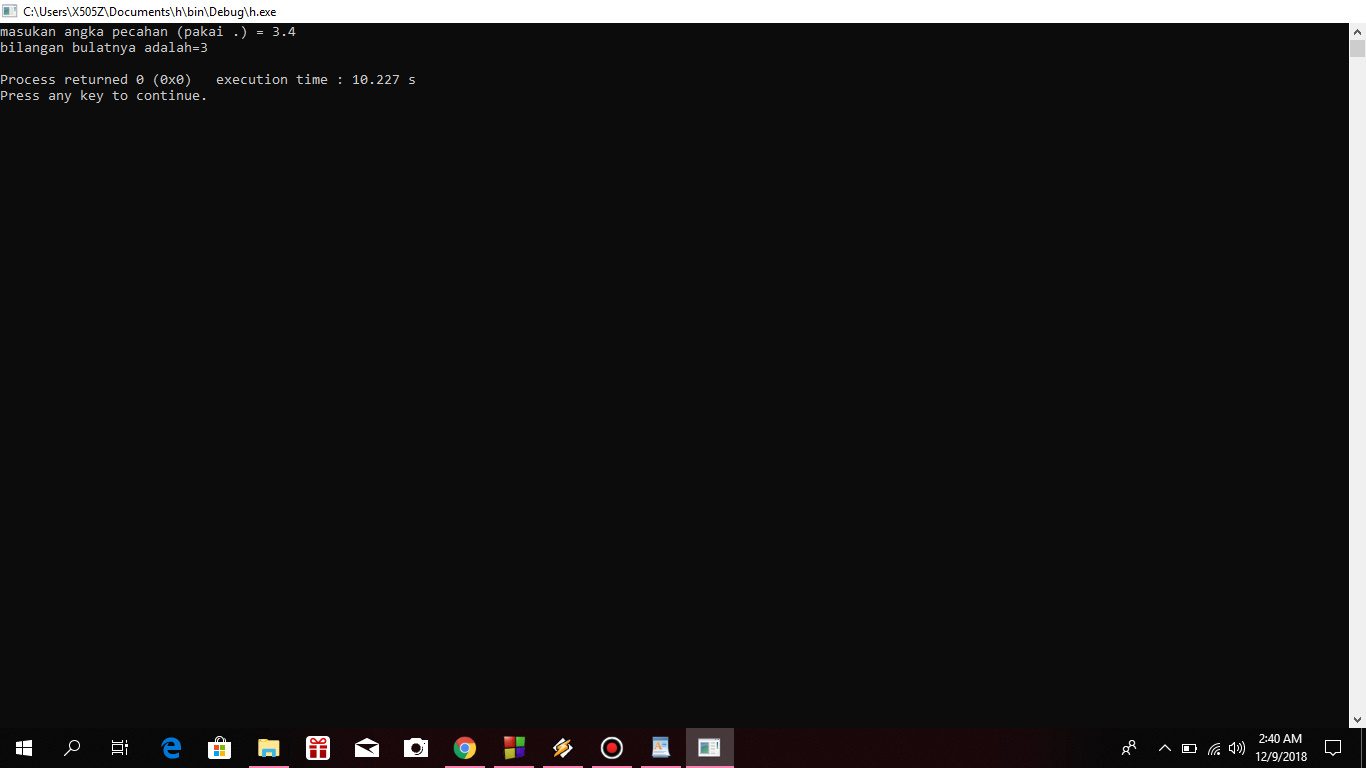 C:\Users\X505Z\Documents\h\bin\Debug\h.exe
masukan angka pecahan (pakai .) = 3.4
bilangan bulatnya adalah=3
Process returned 0 (0x0)   execution time : 10.227 s
Press any key to continue.
2:40 AM
12/9/2018